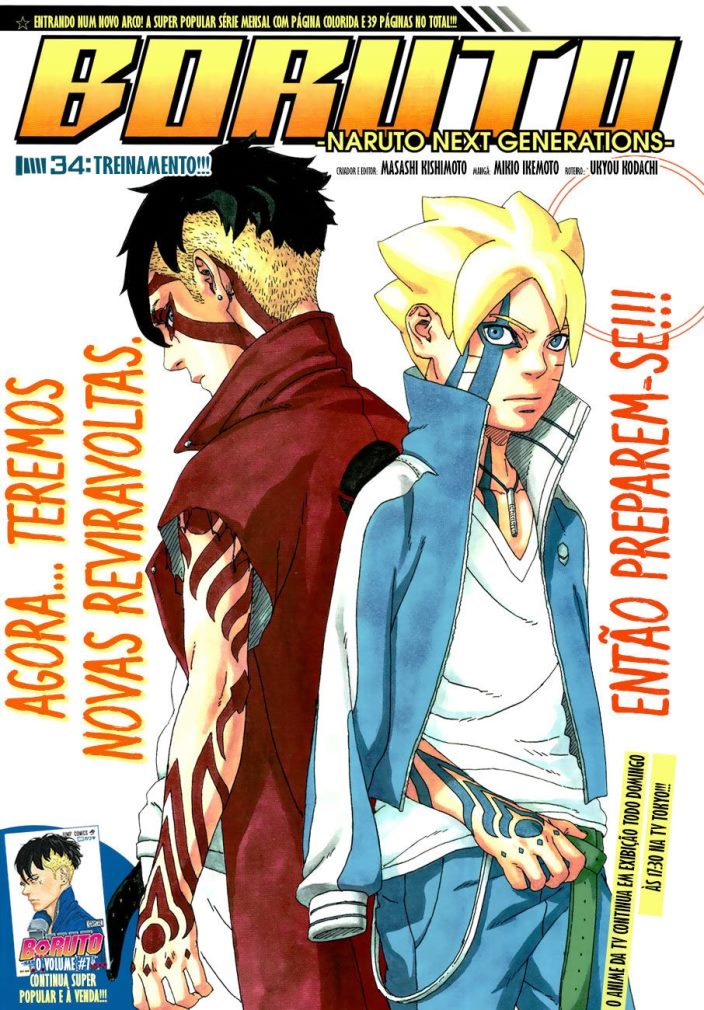 ☆ ENTRANDO NUM NOVO ARCO! A SUPER POPULAR SÉRIE MENSAL COM PÁGINA COLORIDA E 39 PÁGINAS NO TOTAL!!!
BORUTO
-NARUTO NEXT GENERATIONS-
34: TREINAMENTO!!!
CRIADOR E EDITOR: MASASHI KISHIMOTO MANGÁ: MIKIO IKEMOTO ROTEIRO: UKYOU KODACHI
AGORA... TEREMOS
NOVAS REVIRAVOLTAS.
ENTÃO PREPAREM-SE!!!
O ANIME DA TV CONTINUA EM EXIBIÇÃO TODO DOMINGO
ÀS 17:30 NA TV TOKYO!!!
JUMP COMICS
BORUTO
O VOLUME #7
CONTINUA SUPER
POPULAR E À VENDA!!!